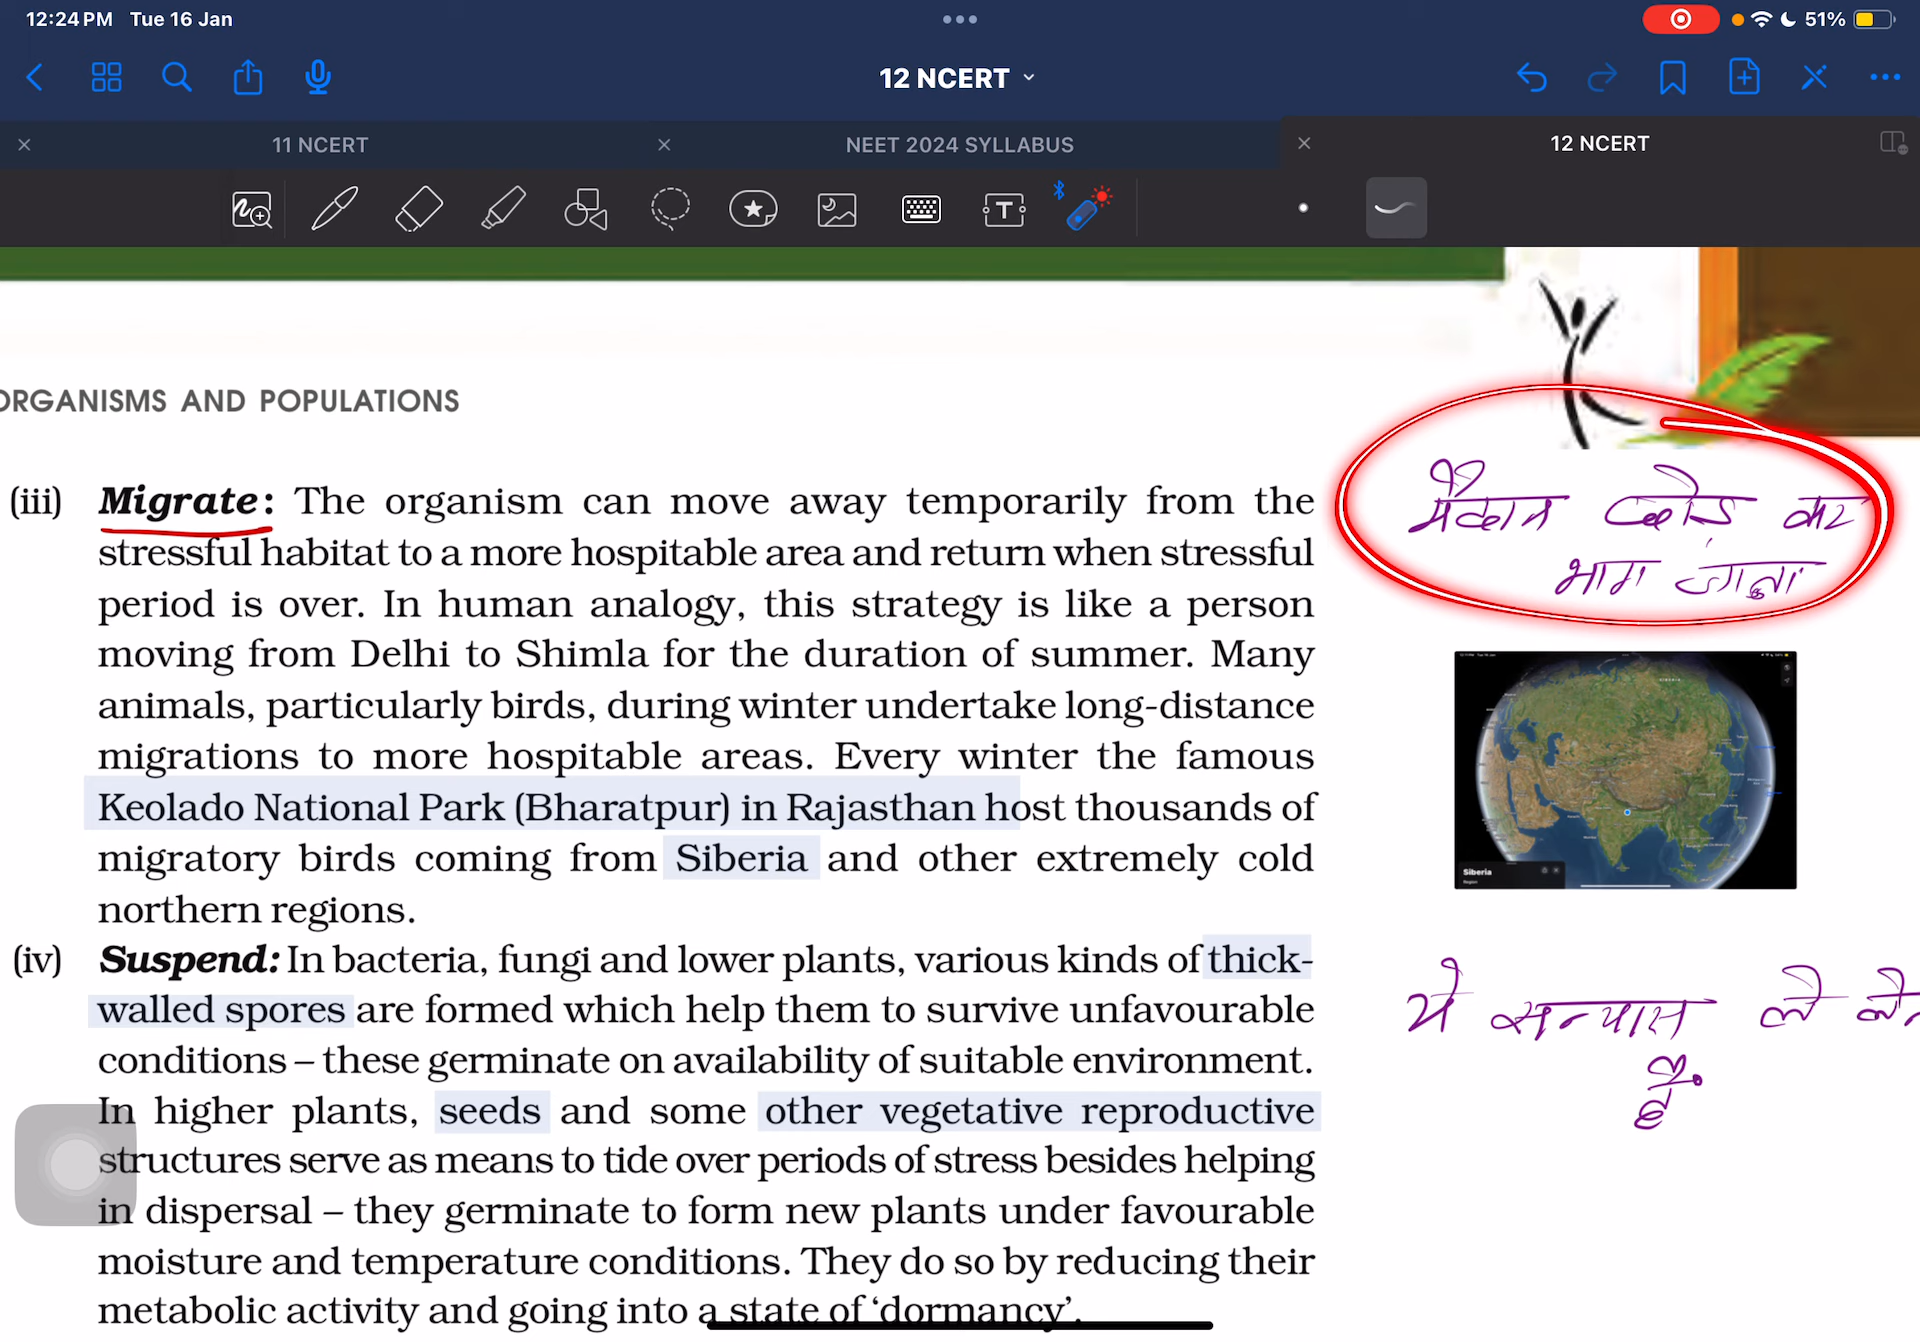 12:24 PM Tue 16 Jan
51%
12 NCERT
11 NCERT
NEET 2024 SYLLABUS
12 NCERT
ORGANISMS AND POPULATIONS
(iii) Migrate: The organism can move away temporarily from the
stressful habitat to a more hospitable area and return when stressful
period is over. In human analogy, this strategy is like a person
moving from Delhi to Shimla for the duration of summer. Many
animals, particularly birds, during winter undertake long-distance
migrations to more hospitable areas. Every winter the famous
Keolado National Park (Bharatpur) in Rajasthan host thousands of
migratory birds coming from Siberia and other extremely cold
northern regions.
(iv) Suspend: In bacteria, fungi and lower plants, various kinds of thick-
walled spores are formed which help them to survive unfavourable
conditions – these germinate on availability of suitable environment.
In higher plants, seeds and some other vegetative reproductive
structures serve as means to tide over periods of stress besides helping
in dispersal – they germinate to form new plants under favourable
moisture and temperature conditions. They do so by reducing their
metabolic activity and going into a state of ‘dormancy’.
मैदान छोड़ कर
भाग जाना
Siberia
Region
ये सन्यास ले
हैं